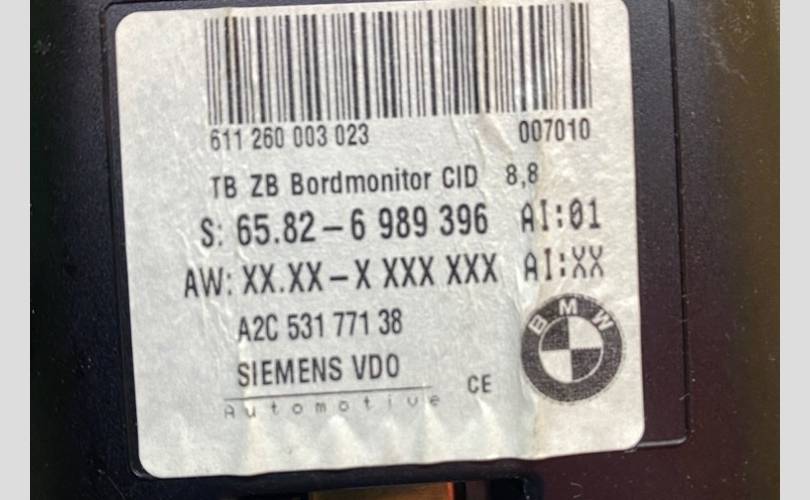 611 260 003 023 007010
TB ZB Bordmonitor CID 8,8
S: 65.82-6 989 396 AI:01
AW: XX.XX-X XXX XXX AI:XX
A2C 531 771 38
SIEMENS VDO
Automotive
CE
BMW